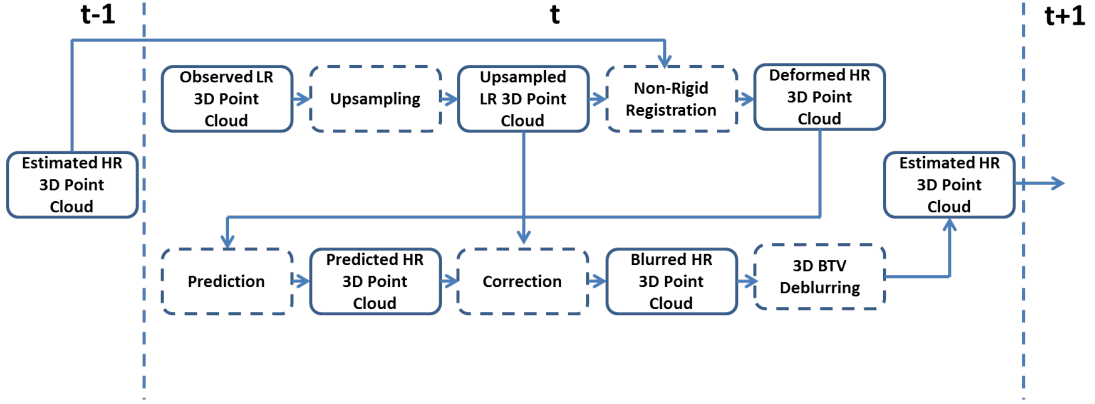 t-1
t
t+1
Observed LR
3D Point
Cloud
Upsampling
Upsampled
LR 3D Point
Cloud
Non-Rigid
Registration
Deformed HR
3D Point
Cloud
Estimated HR
3D Point
Cloud
Estimated HR
3D Point
Cloud
Prediction
Predicted HR
3D Point
Cloud
Correction
Blurred HR
3D Point
Cloud
3D BTV
Deblurring